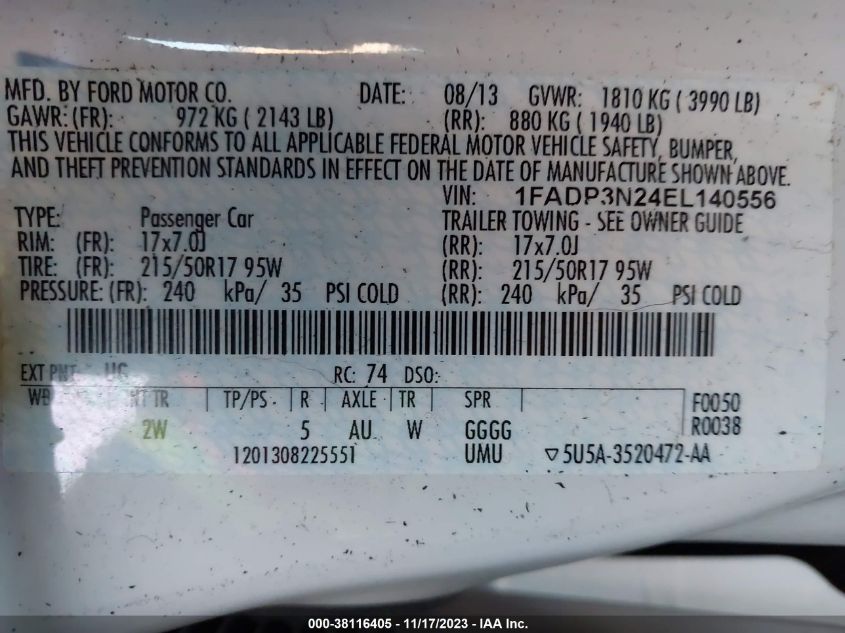 MFD. BY FORD MOTOR CO. DATE: 08/13 GVWR: 1810 KG ( 3990 LB)
GAWR: (FR): 972 KG ( 2143 LB) (RR): 880 KG ( 1940 LB)
THIS VEHICLE CONFORMS TO ALL APPLICABLE FEDERAL MOTOR VEHICLE SAFETY, BUMPER,
AND THEFT PREVENTION STANDARDS IN EFFECT ON THE DATE OF MANUFACTURE SHOWN ABOVE.
VIN: 1FADP3N24EL140556
TYPE: Passenger Car TRAILER TOWING - SEE OWNER GUIDE
RIM: (FR): 17x7.0J (RR): 17x7.0J
TIRE: (FR): 215/50R17 95W (RR): 215/50R17 95W
PRESSURE: (FR): 240 kPa/ 35 PSI COLD (RR): 240 kPa/ 35 PSI COLD
EXT PNT: UG RC: 74 DSO:
WB TR TP/PS R AXLE TR SPR F0050
2W 5 AU W GGGG R0038
1201308225551 UMU ▽5U5A-3520472-AA
000-38116405 - 11/17/2023 - IAA Inc.